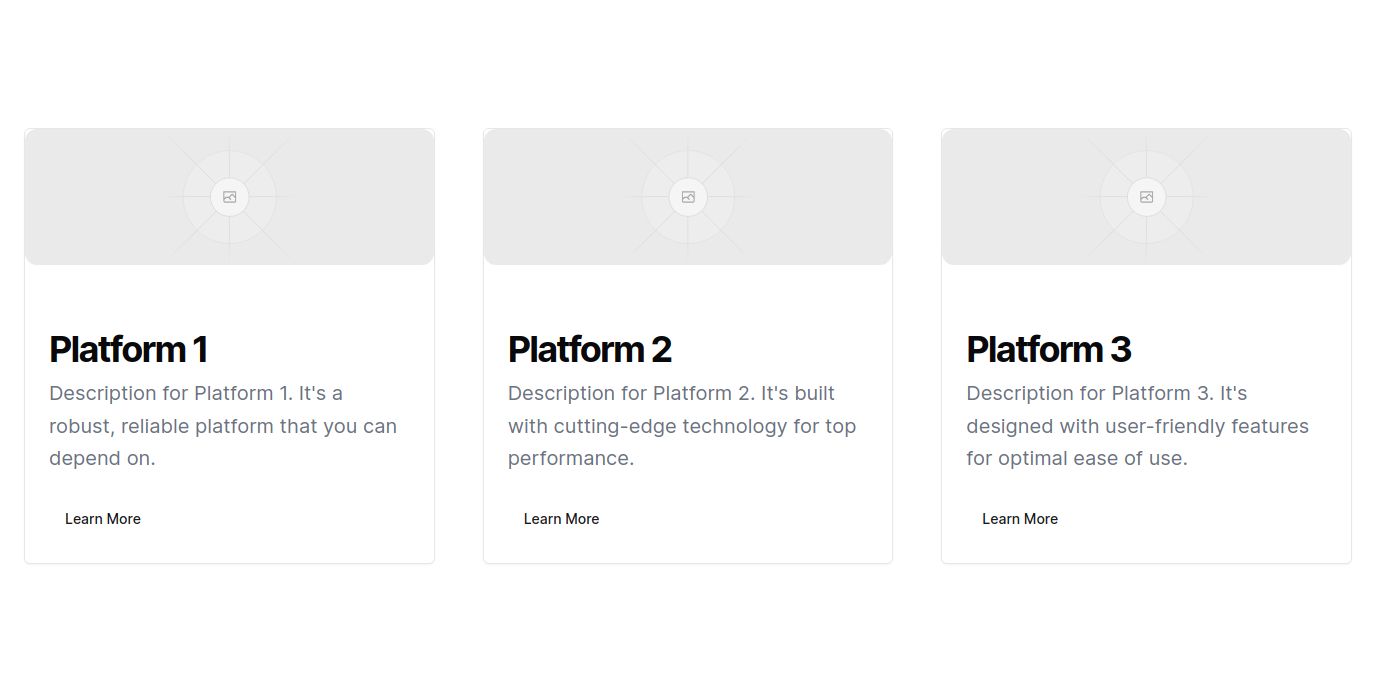 Platform 1
Description for Platform 1. It's a
robust, reliable platform that you can
depend on.
Learn More
Platform 2
Description for Platform 2. It's built
with cutting-edge technology for top
performance.
Learn More
Platform 3
Description for Platform 3. It's
designed with user-friendly features
for optimal ease of use.
Learn More